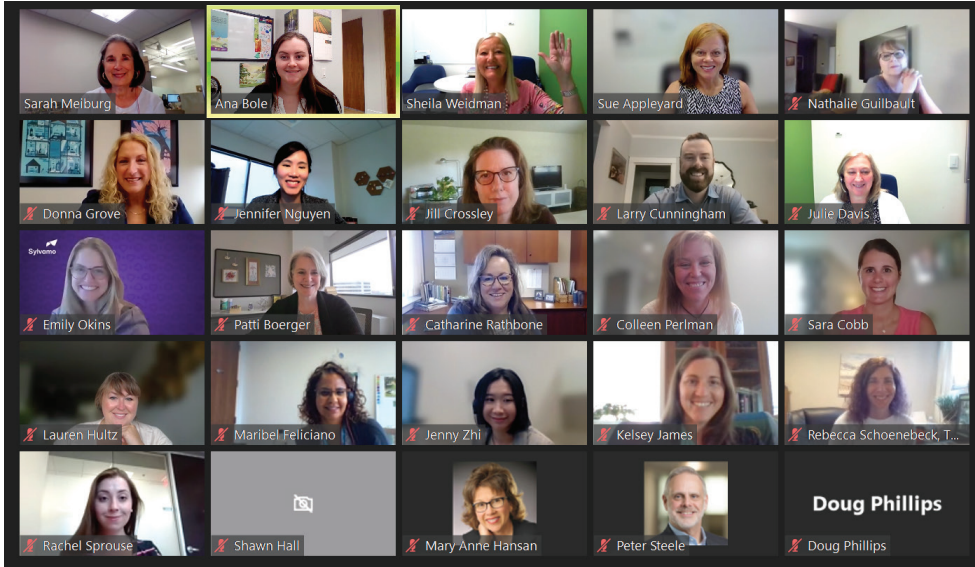 Sarah Meiburg
Ana Bole
Sheila Weidman
Sue Appleyard
Nathalie Guilbault
Donna Grove
Jennifer Nguyen
Jill Crossley
Larry Cunningham
Julie Davis
Sylvamo
Emily Okins
Patti Boerger
Catharine Rathbone
Colleen Perlman
Sara Cobb
Lauren Hultz
Maribel Feliciano
Jenny Zhi
Kelsey James
Rebecca Schoenebeck, T...
Rachel Sprouse
Shawn Hall
Mary Anne Hansan
Peter Steele
Doug Phillips
Doug Phillips